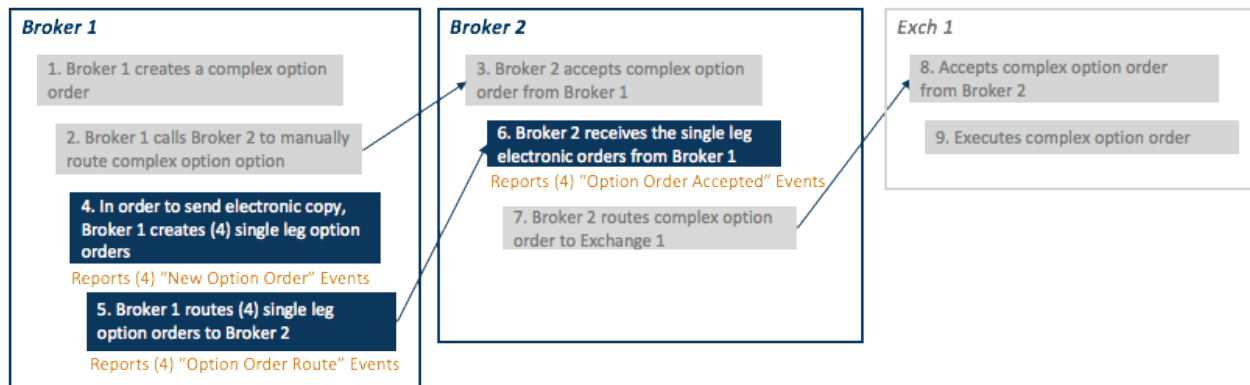 Broker 1
1. Broker 1 creates a complex option
order
2. Broker 1 calls Broker 2 to manually
route complex option option
4. In order to send electronic copy,
Broker 1 creates (4) single leg option
orders
Reports (4) “New Option Order” Events
5. Broker 1 routes (4) single leg
option orders to Broker 2
Reports (4) “Option Order Route” Events
Broker 2
3. Broker 2 accepts complex option
order from Broker 1
6. Broker 2 receives the single leg
electronic orders from Broker 1
Reports (4) “Option Order Accepted” Events
7. Broker 2 routes complex option
order to Exchange 1
Exch 1
8. Accepts complex option order
from Broker 2
9. Executes complex option order